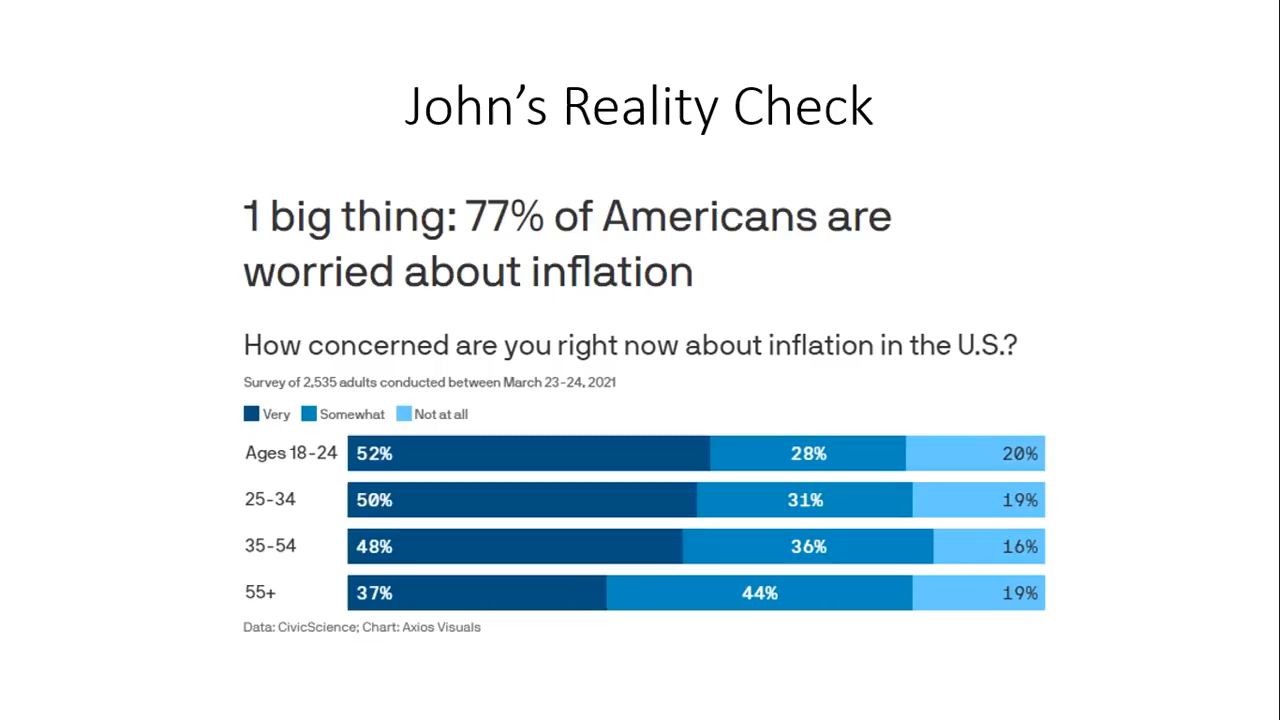 John’s Reality Check
1 big thing: 77% of Americans are
worried about inflation
How concerned are you right now about inflation in the U.S.?
Survey of 2,535 adults conducted between March 23-24, 2021
Very Somewhat Not at all
Ages 18-24 52% 28% 20%
25-34 50% 31% 19%
35-54 48% 36% 16%
55+ 37% 44% 19%
Data: CivicScience; Chart: Axios Visuals